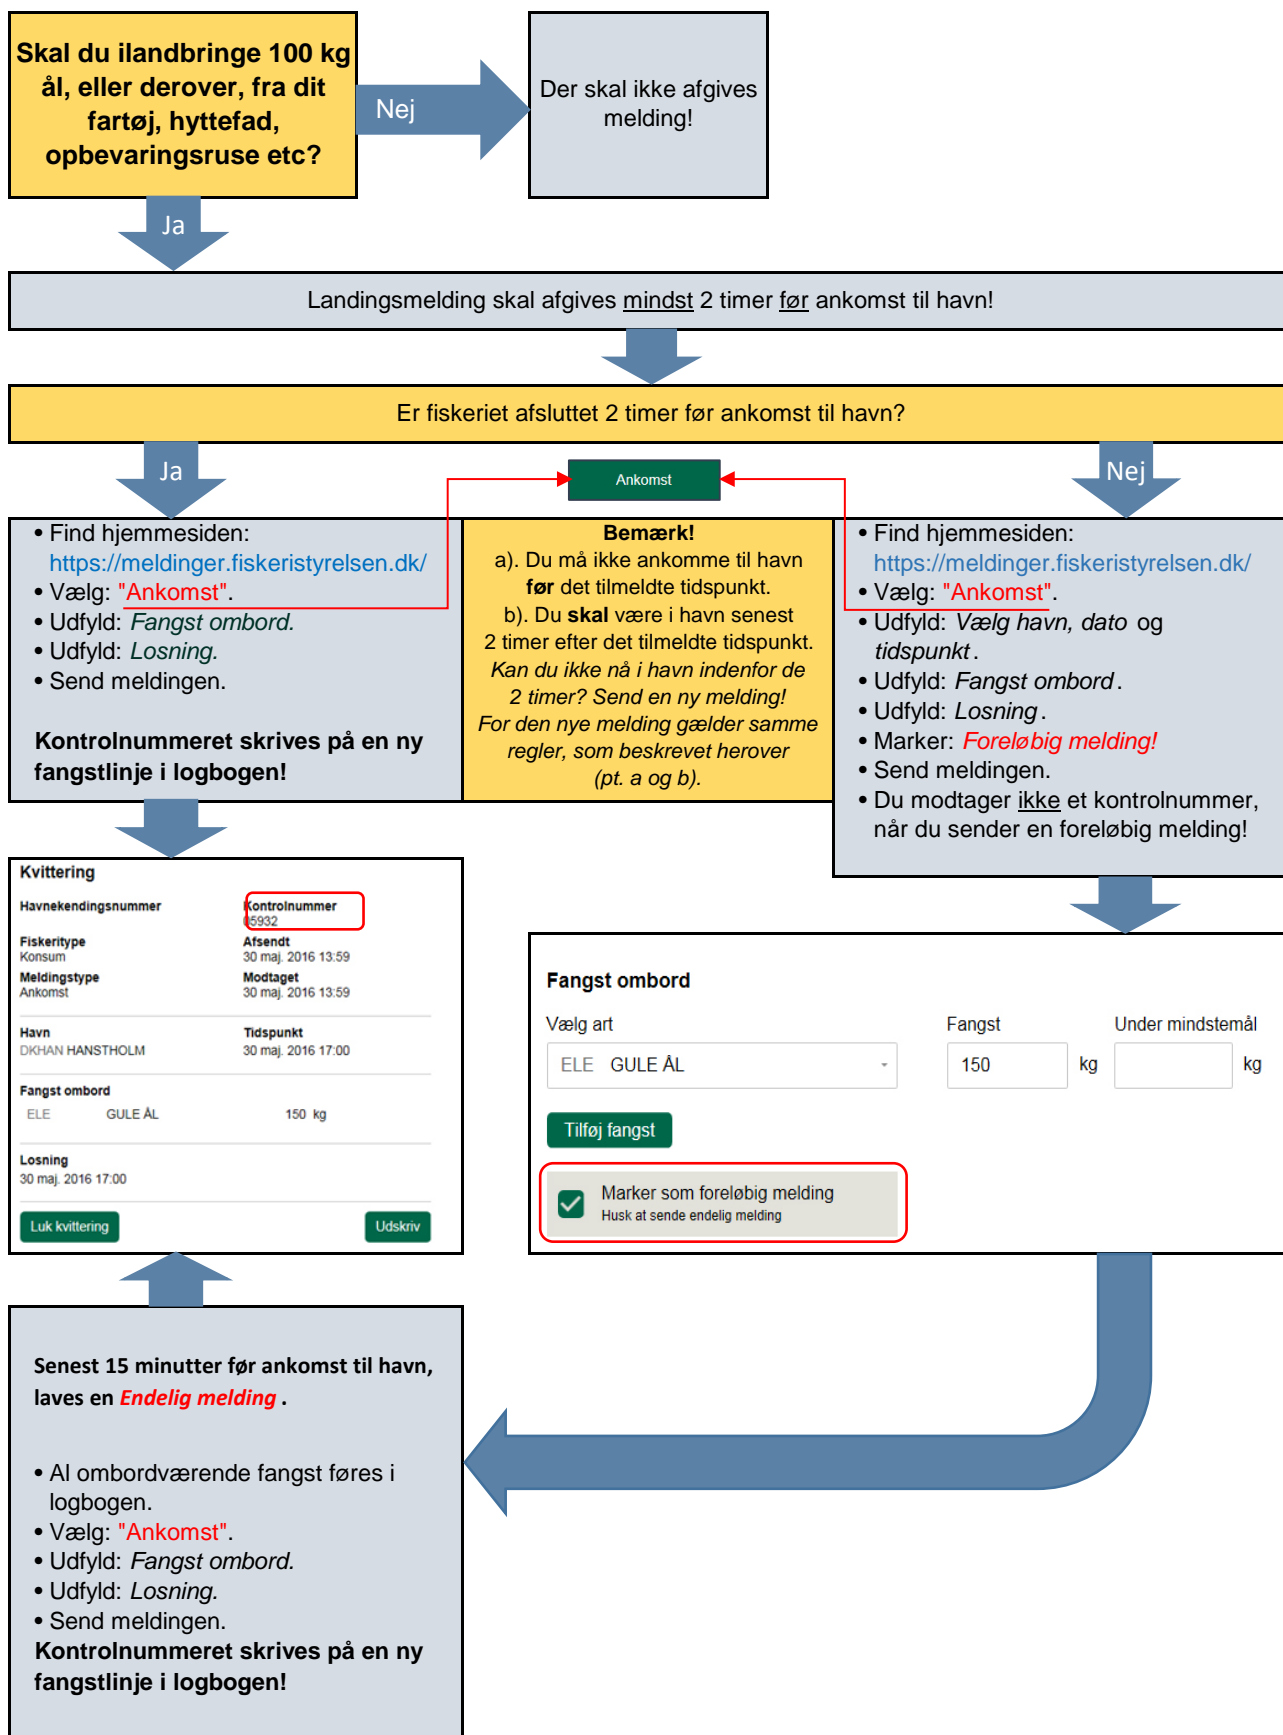 Skal du ilandbringe 100 kg
ål, eller derover, fra dit
fartøj, hyttefad,
opbevaringsruse etc?
Nej
Der skal ikke afgives
melding!
Ja
Landingsmelding skal afgives mindst 2 timer før ankomst til havn!
Er fiskeriet afsluttet 2 timer før ankomst til havn?
Ja
Ankomst
Nej
• Find hjemmesiden:
https://meldinger.fiskeristyrelsen.dk/
• Vælg: "Ankomst".
• Udfyld: Fangst ombord.
• Udfyld: Losning.
• Send meldingen.
Kontrolnummeret skrives på en ny
fangstlinje i logbogen!
Bemærk!
a). Du må ikke ankomme til havn
før det tilmeldte tidspunkt.
b). Du skal være i havn senest
2 timer efter det tilmeldte tidspunkt.
Kan du ikke nå i havn indenfor de
2 timer? Send en ny melding!
For den nye melding gælder samme
regler, som beskrevet herover
(pt. a og b).
• Find hjemmesiden:
https://meldinger.fiskeristyrelsen.dk/
• Vælg: "Ankomst".
• Udfyld: Vælg havn, dato og
tidspunkt.
• Udfyld: Fangst ombord.
• Udfyld: Losning.
• Marker: Foreløbig melding!
• Send meldingen.
• Du modtager ikke et kontrolnummer,
når du sender en foreløbig melding!
Kvittering
Havnekendingsnummer Kontrolnummer
05932
Fiskeritype Afsendt
Konsum 30 maj. 2016 13:59
Meldingstype Modtaget
Ankomst 30 maj. 2016 13:59
Havn Tidspunkt
DKHAN HANSTHOLM 30 maj. 2016 17:00
Fangst ombord
ELE GULE ÅL 150 kg
Losning
30 maj. 2016 17:00
Luk kvittering Udskriv
Fangst ombord
Vælg art Fangst Under mindstemål
ELE GULE ÅL 150 kg kg
Tilføj fangst
Marker som foreløbig melding
Husk at sende endelig melding
Senest 15 minutter før ankomst til havn,
laves en Endelig melding.
• Al ombordværende fangst føres i
logbogen.
• Vælg: "Ankomst".
• Udfyld: Fangst ombord.
• Udfyld: Losning.
• Send meldingen.
Kontrolnummeret skrives på en ny
fangstlinje i logbogen!